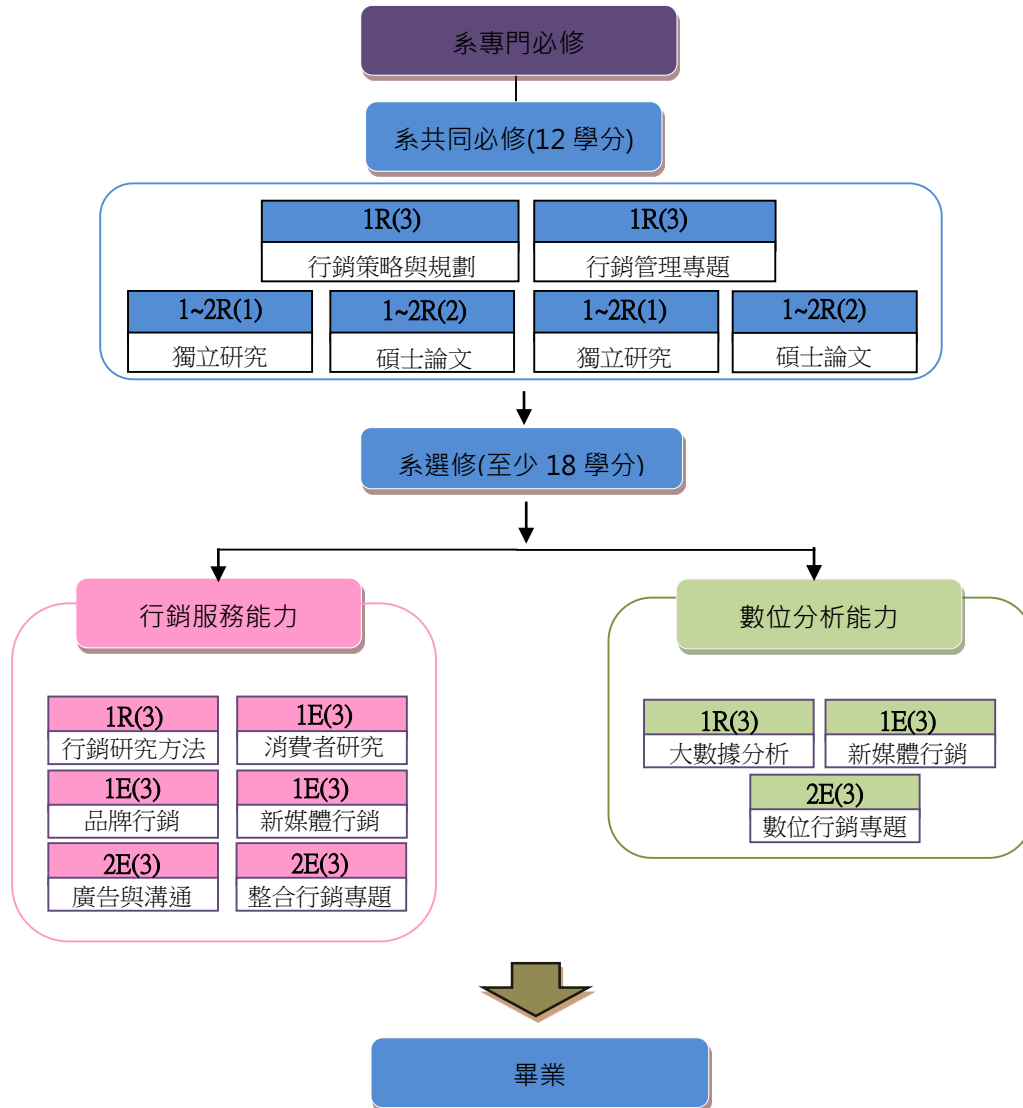 系專門必修
系共同必修(12 學分)
1R(3)
行銷策略與規劃
1R(3)
行銷管理專題
1~2R(1)
獨立研究
1~2R(2)
碩士論文
1~2R(1)
獨立研究
1~2R(2)
碩士論文
系選修(至少 18 學分)
行銷服務能力
1R(3)
行銷研究方法
1E(3)
消費者研究
1E(3)
品牌行銷
1E(3)
新媒體行銷
2E(3)
廣告與溝通
2E(3)
整合行銷專題
數位分析能力
1R(3)
大數據分析
1E(3)
新媒體行銷
2E(3)
數位行銷專題
畢業